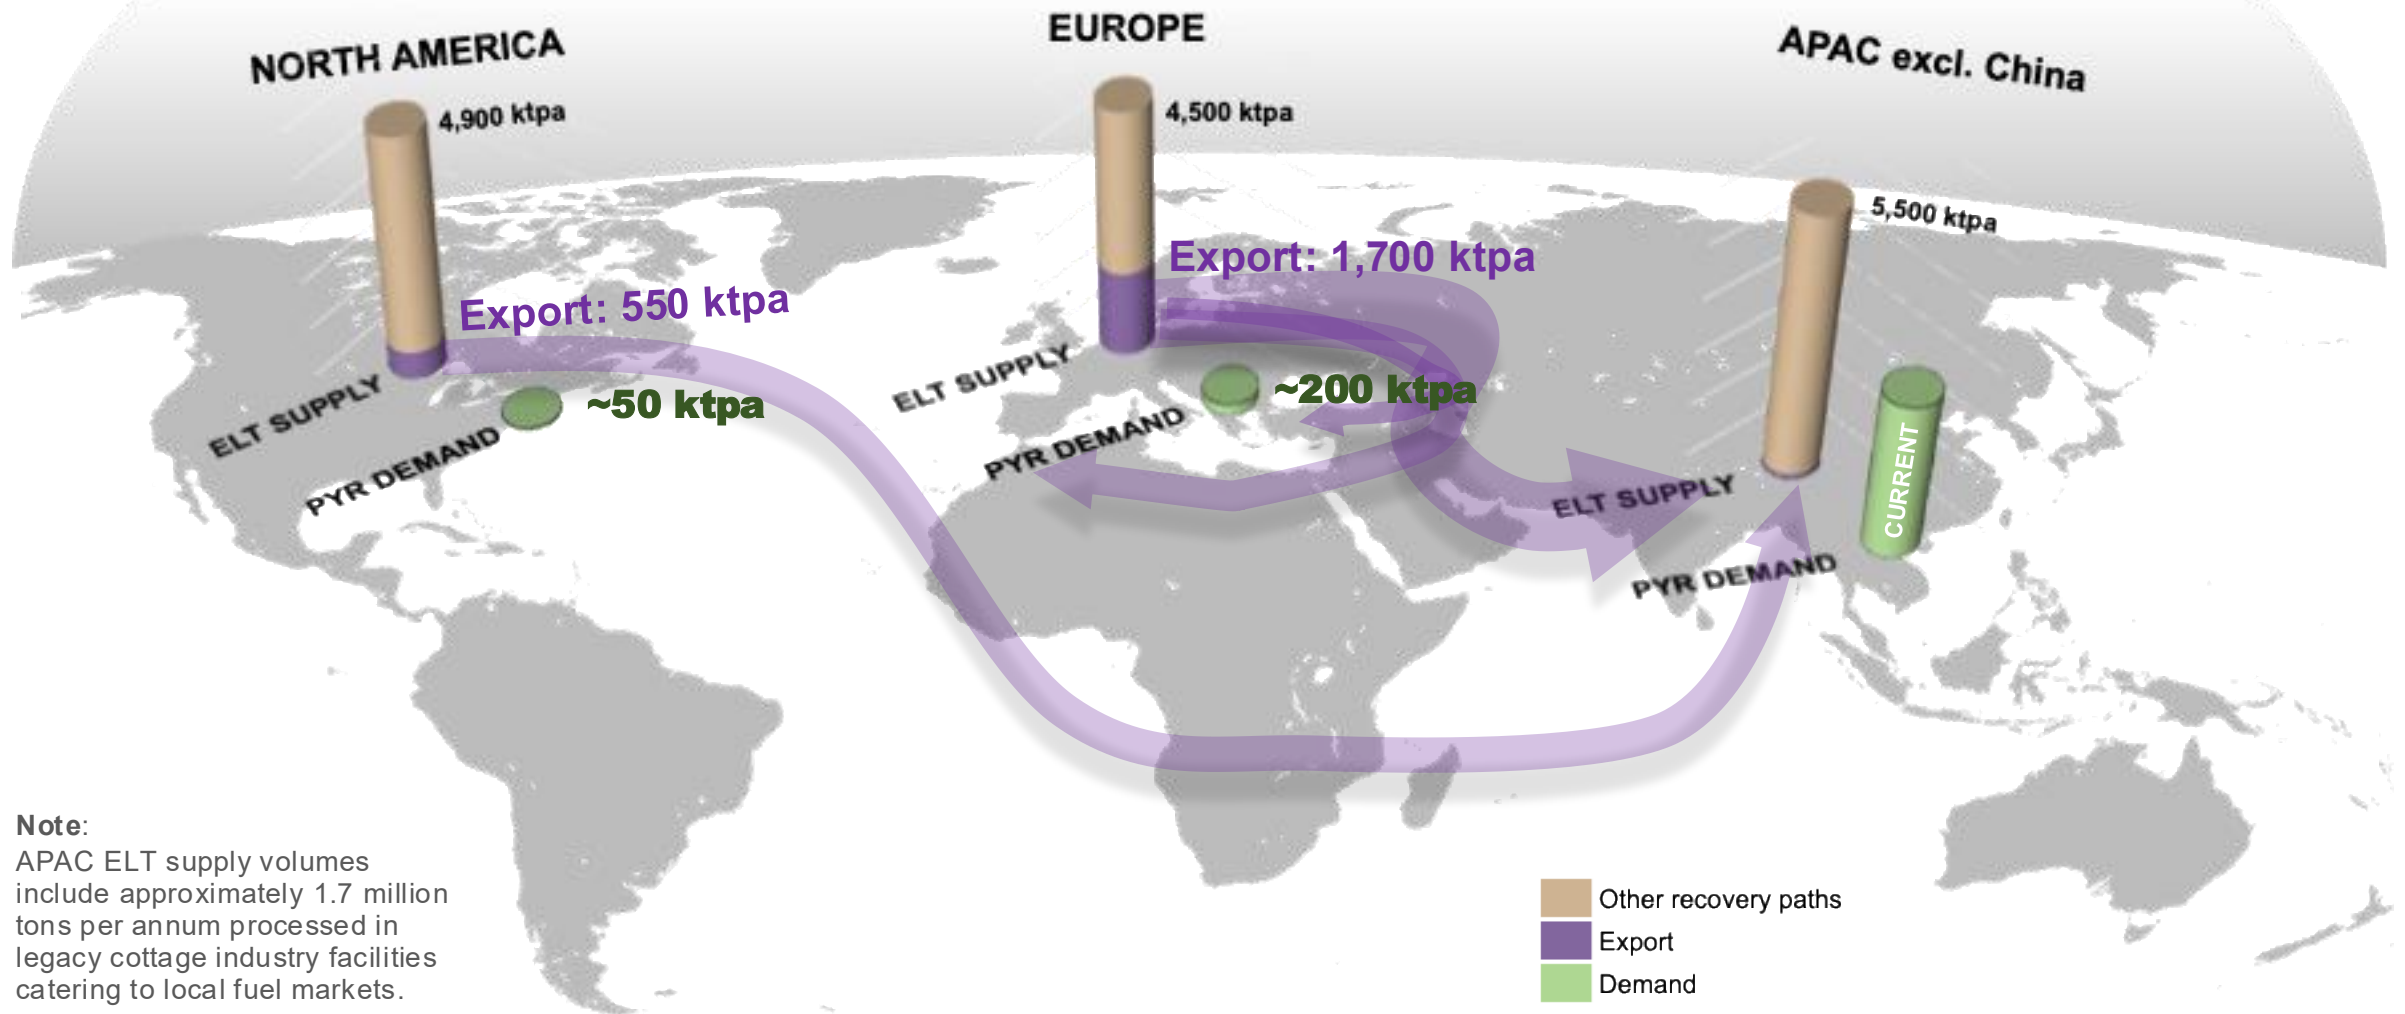 NORTH AMERICA
EUROPE
APAC excl. China
4,900 ktpa
4,500 ktpa
5,500 ktpa
Export: 550 ktpa
Export: 1,700 ktpa
ELT SUPPLY
~50 ktpa
PYR DEMAND
ELT SUPPLY
~200 ktpa
PYR DEMAND
ELT SUPPLY
CURRENT
PYR DEMAND
Note:
APAC ELT supply volumes
include approximately 1.7 million
tons per annum processed in
legacy cottage industry facilities
catering to local fuel markets.
Other recovery paths
Export
Demand